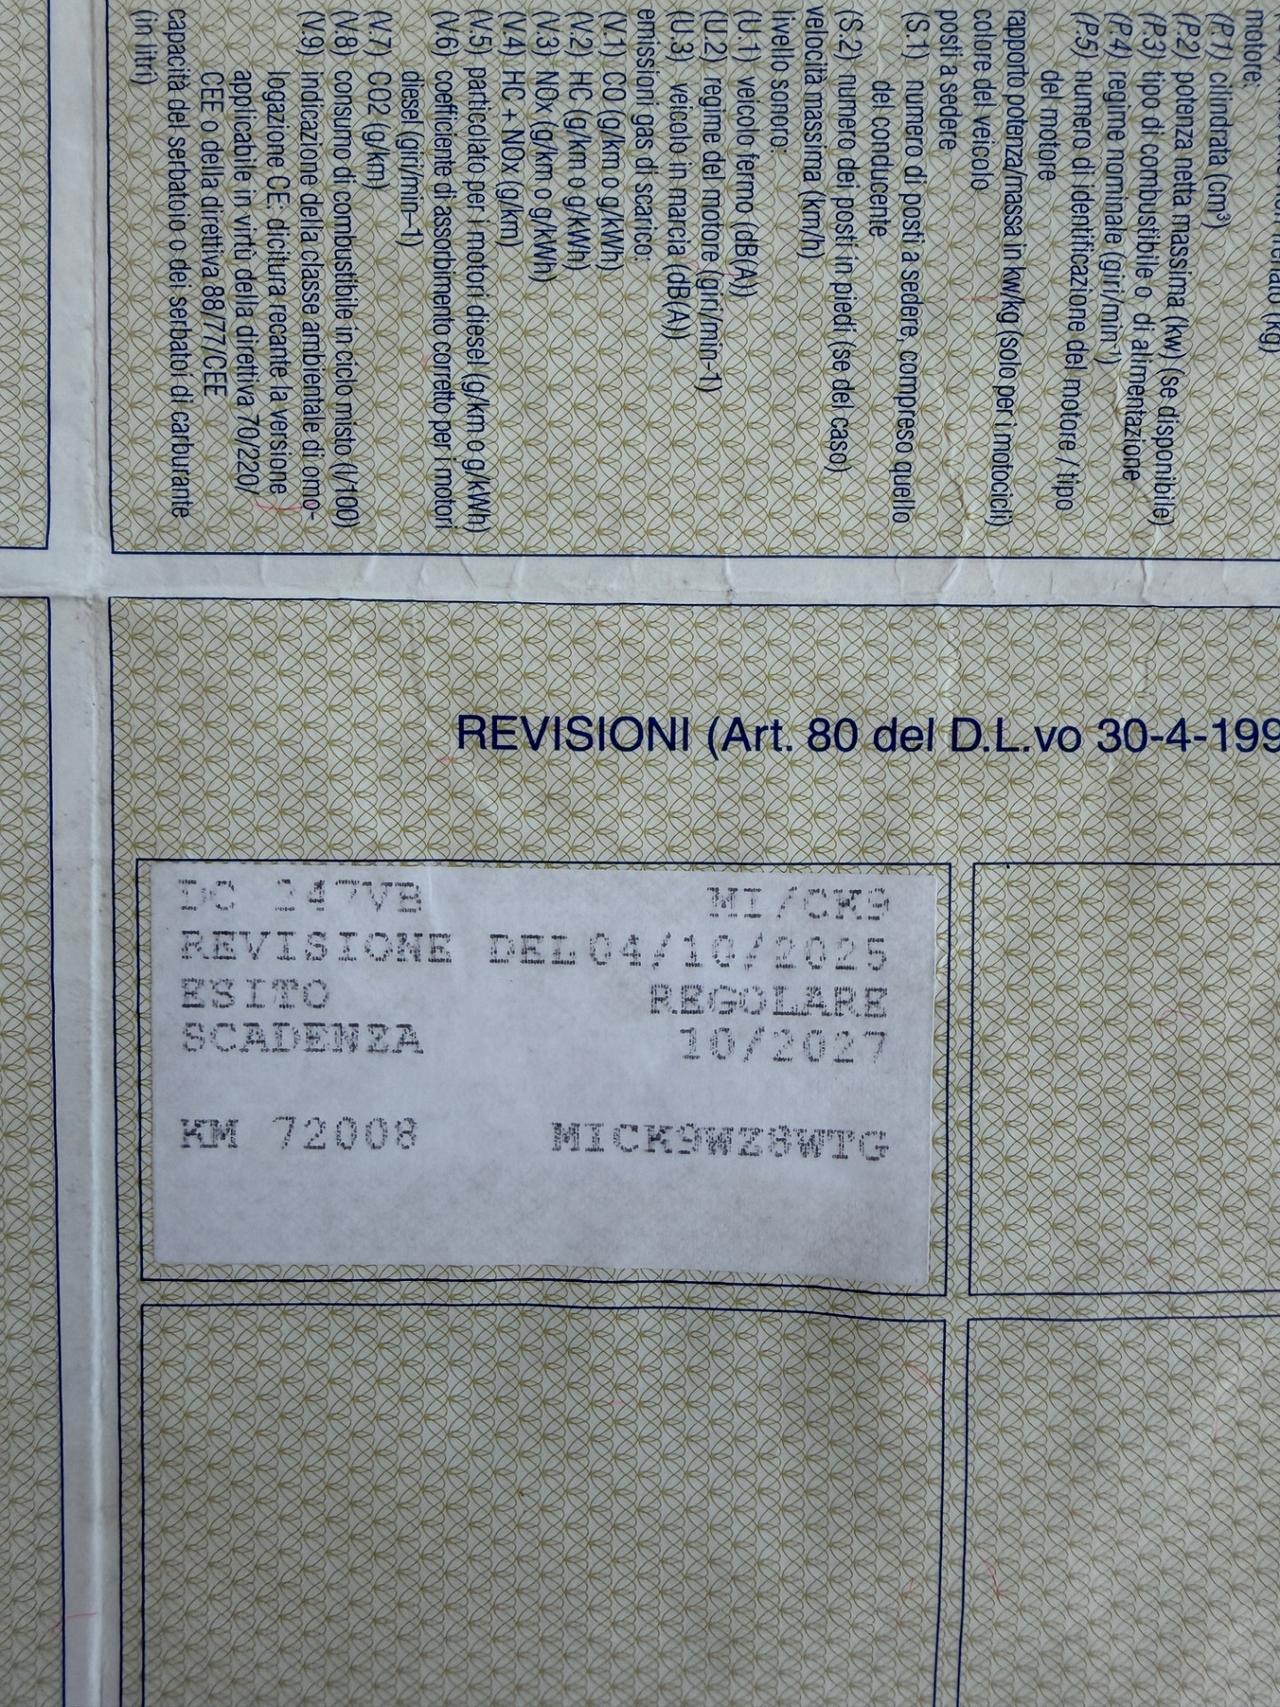 motore:
(P.1) cilindrata (cm³)
(P.2) potenza netta massima (kw) (se disponibile)
(P.3) tipo di combustibile o di alimentazione
(P.4) regime nominale (giri/min⁻¹)
(P.5) numero di identificazione del motore / tipo
del motore
rapporto potenza/massa in kw/kg (solo per i motocicli)
colore del veicolo
posti a sedere
(S.1) numero di posti a sedere, compreso quello
del conducente
(S.2) numero dei posti in piedi (se del caso)
velocità massima (km/h)
livello sonoro:
(U.1) veicolo fermo (dB(A))
(U.2) regime del motore (giri/min–1)
(U.3) veicolo in marcia (dB(A))
emissioni gas di scarico:
(V.1) CO (g/km o g/kWh)
(V.2) HC (g/km o g/kWh)
(V.3) NOx (g/km o g/kWh)
(V.4) HC + NOx (g/km)
(V.5) particolato per i motori diesel (g/km o g/kWh)
(V.6) coefficiente di assorbimento corretto per i motori
diesel (giri/min–1)
(V.7) CO2 (g/km)
(V.8) consumo di combustibile in ciclo misto (l/100)
(V.9) indicazione della classe ambientale di omo-
logazione CE: dicitura recante la versione
applicabile in virtù della direttiva 70/220/
CEE o della direttiva 88/77/CEE
capacità del serbatoio o dei serbatoi di carburante
(in litri)
REVISIONI (Art. 80 del D.L.vo 30-4-199
DC 247VB MI/CK9
REVISIONE DEL 04/10/2025
ESITO REGOLARE
SCADENZA 10/2027
KM 72008 MICK9WZ8WTG